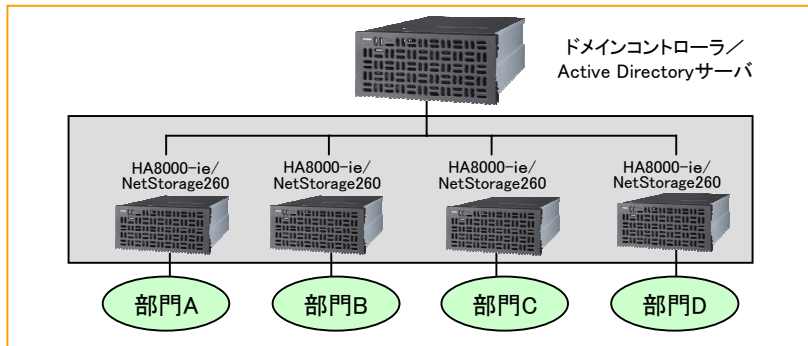 ドメインコントローラ／
Active Directoryサーバ
HA8000-ie/
NetStorage260
HA8000-ie/
NetStorage260
HA8000-ie/
NetStorage260
HA8000-ie/
NetStorage260
部門A
部門B
部門C
部門D